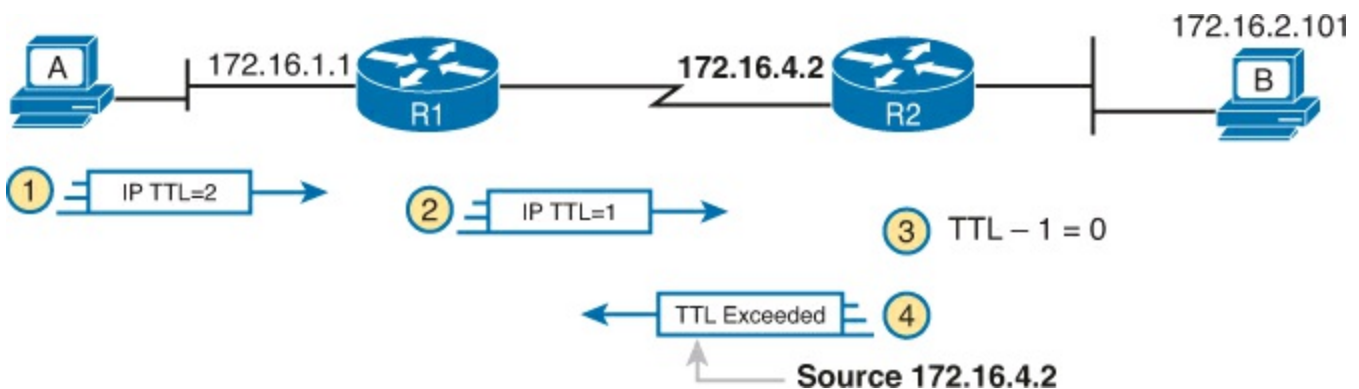 172.16.2.101
A
172.16.1.1
172.16.4.2
B
R1
R2
1
IP TTL=2
2
IP TTL=1
3
TTL – 1 = 0
TTL Exceeded
4
Source 172.16.4.2